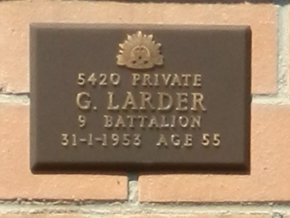 5420 PRIVATE
G. LARDER
9 BATTALION
31-1-1953 AGE 55